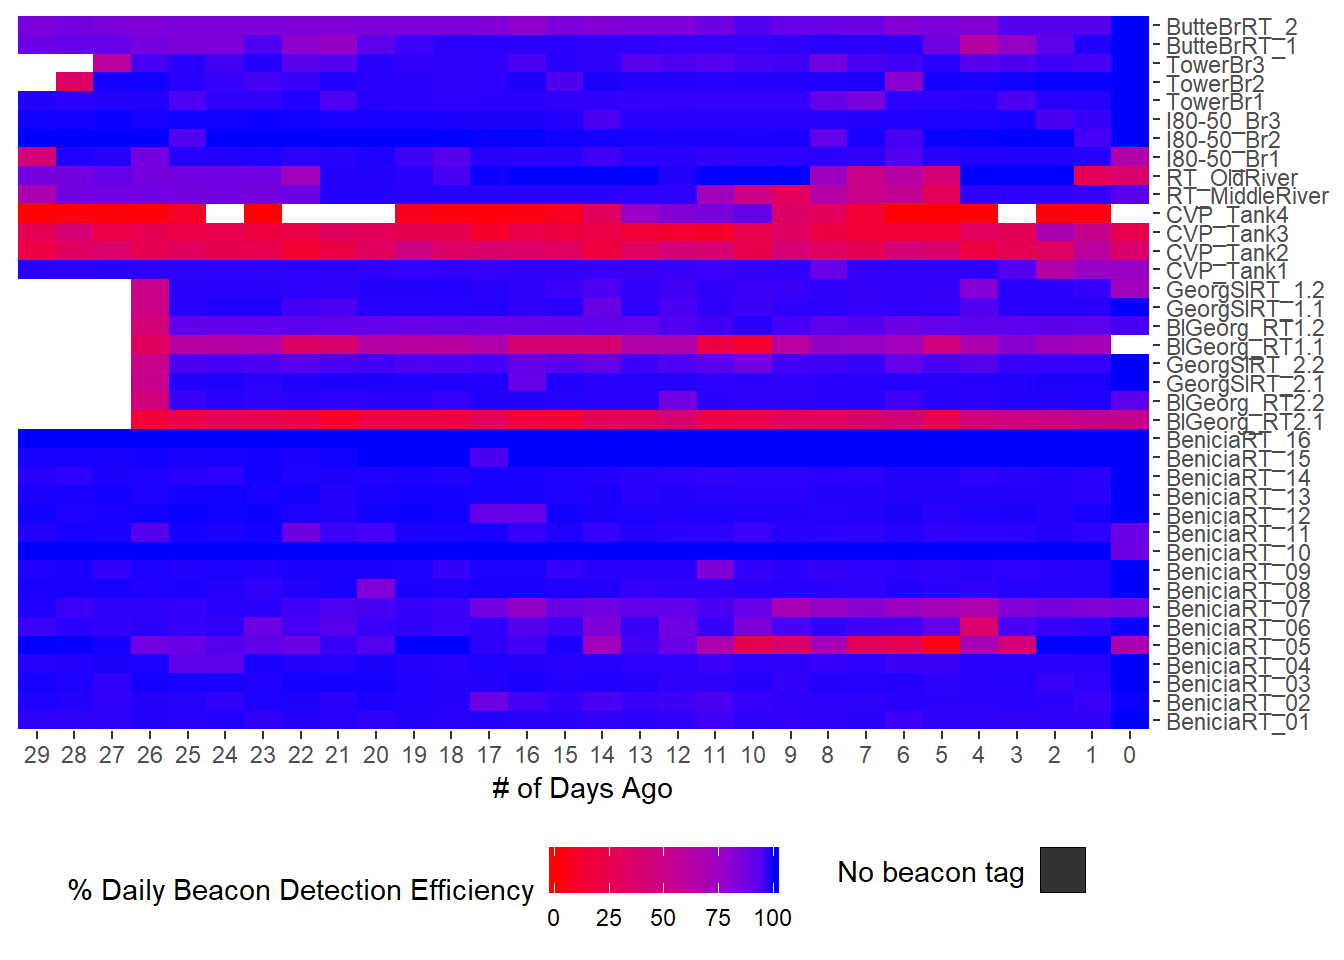 ButteBrRT_2
ButteBrRT_1
TowerBr3
TowerBr2
TowerBr1
I80-50_Br3
I80-50_Br2
I80-50_Br1
RT_OldRiver
RT_MiddleRiver
CVP_Tank4
CVP_Tank3
CVP_Tank2
CVP_Tank1
GeorgSlRT_1.2
GeorgSlRT_1.1
BlGeorg_RT1.2
BlGeorg_RT1.1
GeorgSlRT_2.2
GeorgSlRT_2.1
BlGeorg_RT2.2
BlGeorg_RT2.1
BeniciaRT_16
BeniciaRT_15
BeniciaRT_14
BeniciaRT_13
BeniciaRT_12
BeniciaRT_11
BeniciaRT_10
BeniciaRT_09
BeniciaRT_08
BeniciaRT_07
BeniciaRT_06
BeniciaRT_05
BeniciaRT_04
BeniciaRT_03
BeniciaRT_02
BeniciaRT_01
29 28 27 26 25 24 23 22 21 20 19 18 17 16 15 14 13 12 11 10 9 8 7 6 5 4 3 2 1 0
# of Days Ago
% Daily Beacon Detection Efficiency
0 25 50 75 100
No beacon tag